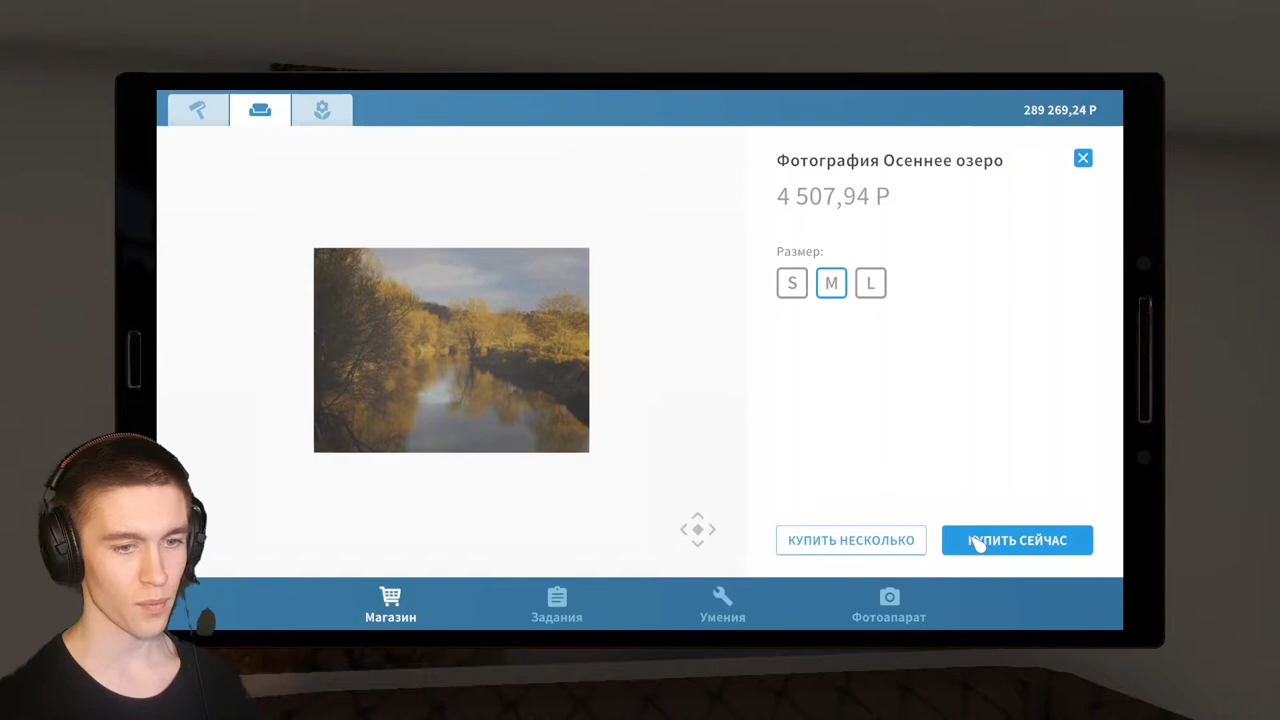 289 269,24 Р
Фотография Осеннее озеро
4 507,94 Р
Размер:
S M L
КУПИТЬ НЕСКОЛЬКО
КУПИТЬ СЕЙЧАС
Магазин
Задания
Умения
Фотоапарат